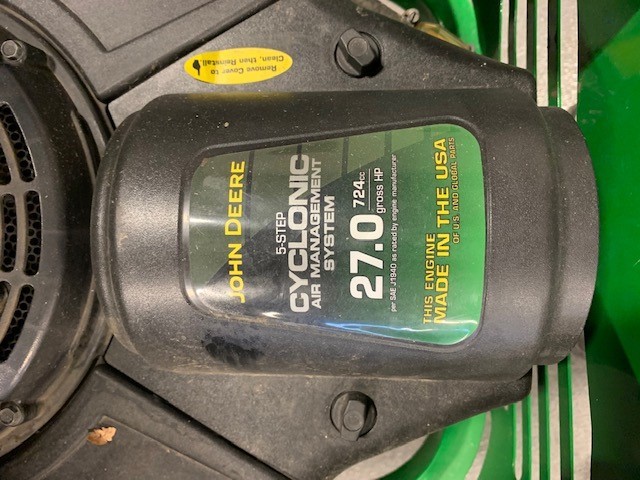 Remove Cover to
Clean, then Reinstall
JOHN DEERE
5-STEP
CYCLONIC
AIR MANAGEMENT
SYSTEM
27.0 724cc
gross HP
per SAE J1940 as rated by engine manufacturer
THIS ENGINE
MADE IN THE USA
OF U.S. AND GLOBAL PARTS